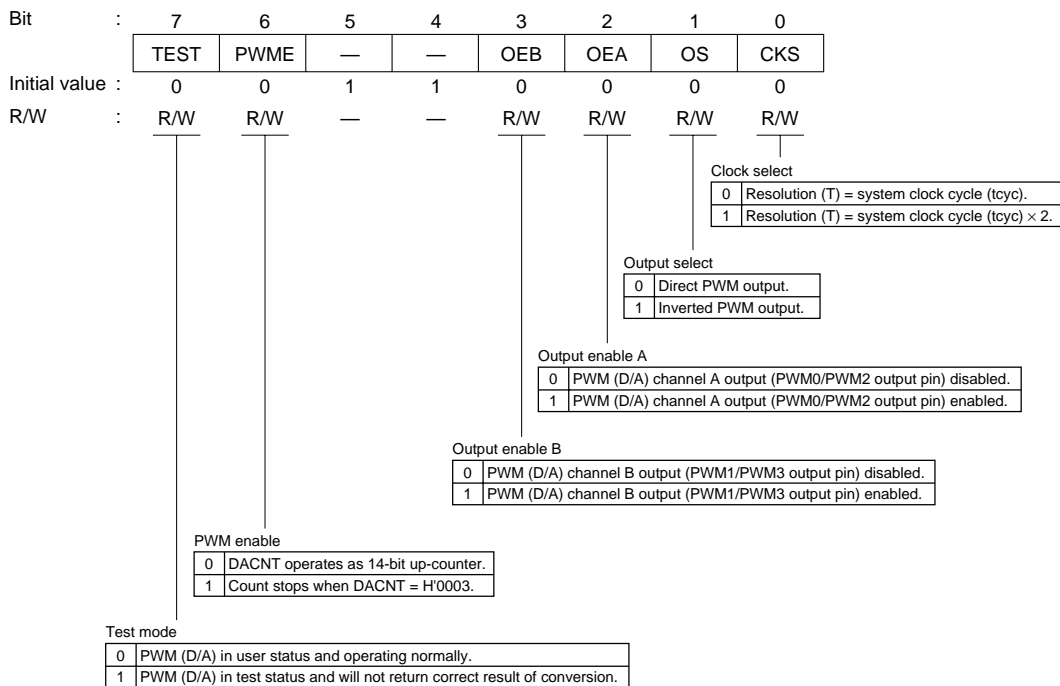 Bit : 7 6 5 4 3 2 1 0
TEST PWME — — OEB OEA OS CKS
Initial value : 0 0 1 1 0 0 0 0
R/W : R/W R/W — — R/W R/W R/W R/W
Clock select
0 Resolution (T) = system clock cycle (tcyc).
1 Resolution (T) = system clock cycle (tcyc) × 2.
Output select
0 Direct PWM output.
1 Inverted PWM output.
Output enable A
0 PWM (D/A) channel A output (PWM0/PWM2 output pin) disabled.
1 PWM (D/A) channel A output (PWM0/PWM2 output pin) enabled.
Output enable B
0 PWM (D/A) channel B output (PWM1/PWM3 output pin) disabled.
1 PWM (D/A) channel B output (PWM1/PWM3 output pin) enabled.
PWM enable
0 DACNT operates as 14-bit up-counter.
1 Count stops when DACNT = H'0003.
Test mode
0 PWM (D/A) in user status and operating normally.
1 PWM (D/A) in test status and will not return correct result of conversion.